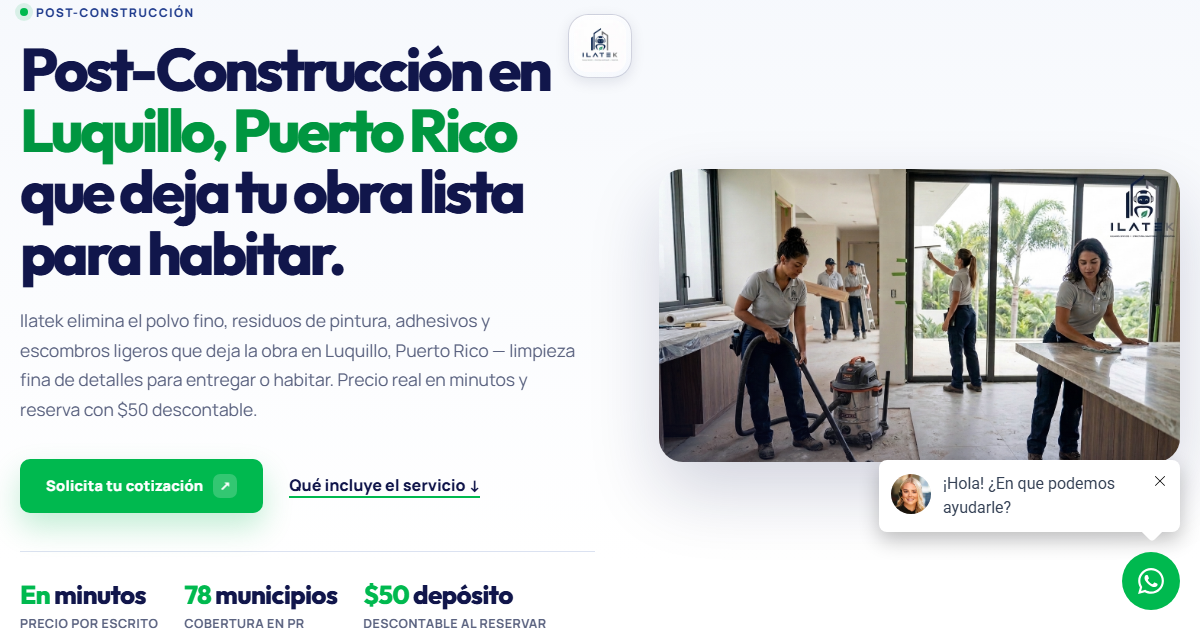 POST-CONSTRUCCIÓN
ILATEK
Post-Construcción en
Luquillo, Puerto Rico
que deja tu obra lista
para habitar.
Ilatek elimina el polvo fino, residuos de pintura, adhesivos y
escombros ligeros que deja la obra en Luquillo, Puerto Rico — limpieza
fina de detalles para entregar o habitar. Precio real en minutos y
reserva con $50 descontable.
Solicita tu cotización ↗
Qué incluye el servicio ↓
ILATEK
¡Hola! ¿En que podemos
ayudarle?
En minutos
PRECIO POR ESCRITO
78 municipios
COBERTURA EN PR
$50 depósito
DESCONTABLE AL RESERVAR